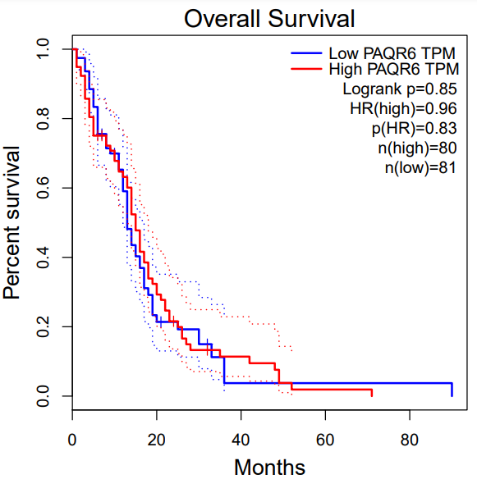 Overall Survival
Low PAQR6 TPM
High PAQR6 TPM
Logrank p=0.85
HR(high)=0.96
p(HR)=0.83
n(high)=80
n(low)=81
Percent survival
1.0
0.8
0.6
0.4
0.2
0.0
0 20 40 60 80
Months